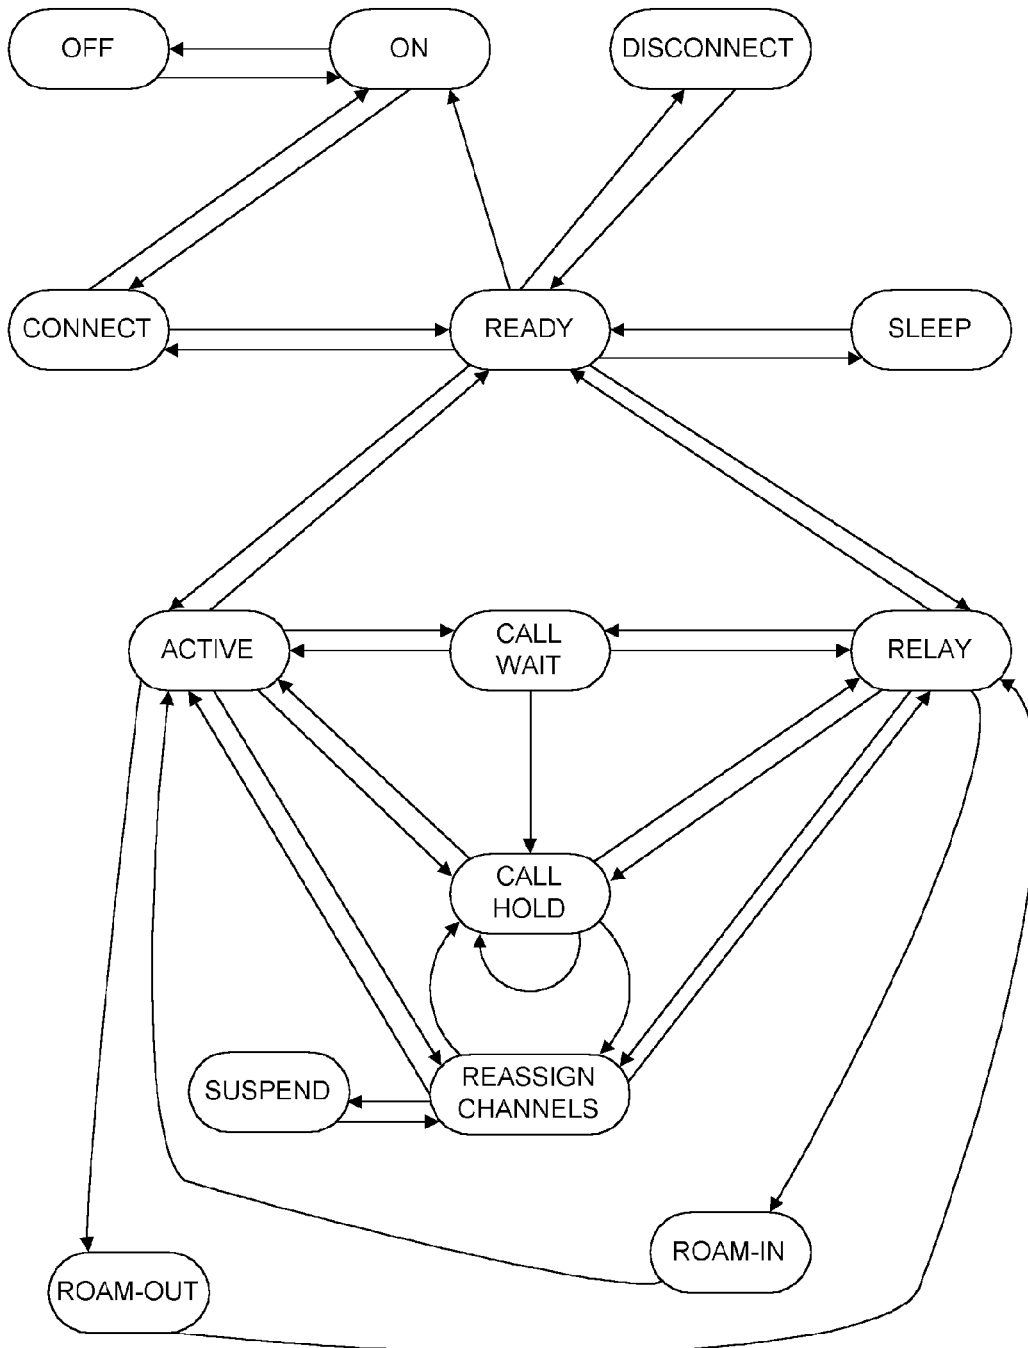 OFF
ON
DISCONNECT
CONNECT
READY
SLEEP
ACTIVE
CALL
WAIT
RELAY
CALL
HOLD
SUSPEND
REASSIGN
CHANNELS
ROAM-IN
ROAM-OUT